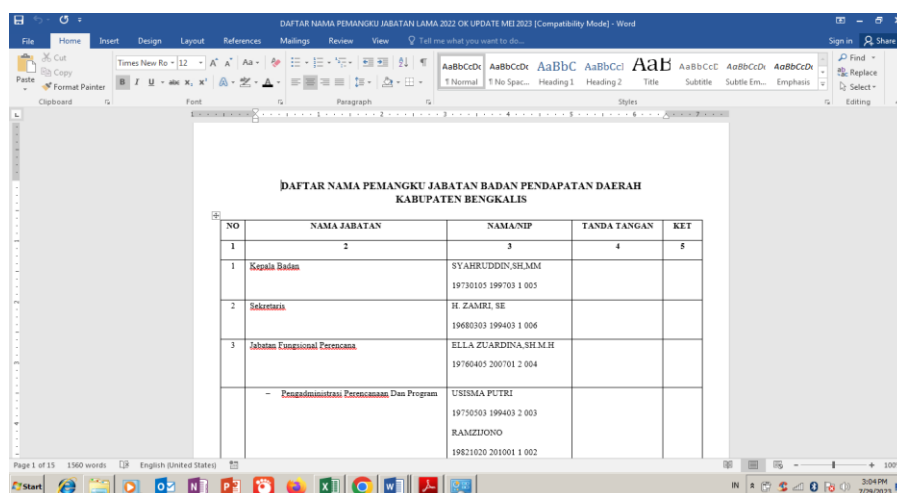 DAFTAR NAMA PEMANGKU JABATAN LAMA 2022 OK UPDATE MEI 2023 [Compatibility Mode] - Word
File Home Insert Design Layout References Mailings Review View Tell me what you want to do... Sign in Share
Cut
Copy
Paste
Format Painter
Times New Ro 12
AaBbCcDc AaBbCcDc AaBbC AaBbCcI AaB AaBbCcC AaBbCcDc AaBbCcDc
¶ Normal ¶ No Spac... Heading 1 Heading 2 Title Subtitle Subtle Em... Emphasis
Find
Replace
Select
Clipboard Font Paragraph Styles Editing
DAFTAR NAMA PEMANGKU JABATAN BADAN PENDAPATAN DAERAH
KABUPATEN BENGKALIS
NO NAMA JABATAN NAMA/NIP TANDA TANGAN KET
1 2 3 4 5
1 Kepala Badan SYAHRUDDIN,SH,MM
19730105 199703 1 005
2 Sekretaris H. ZAMRI, SE
19680303 199403 1 006
3 Jabatan Fungsional Perencana ELLA ZUARDINA,SH.M.H
19760405 200701 2 004
– Pengadministrasi Perencanaan Dan Program USISMA PUTRI
19750503 199403 2 003
RAMZIJONO
19821020 201001 1 002
Page 1 of 15 1560 words English (United States) 100%
Start IN 3:04 PM
7/29/2023